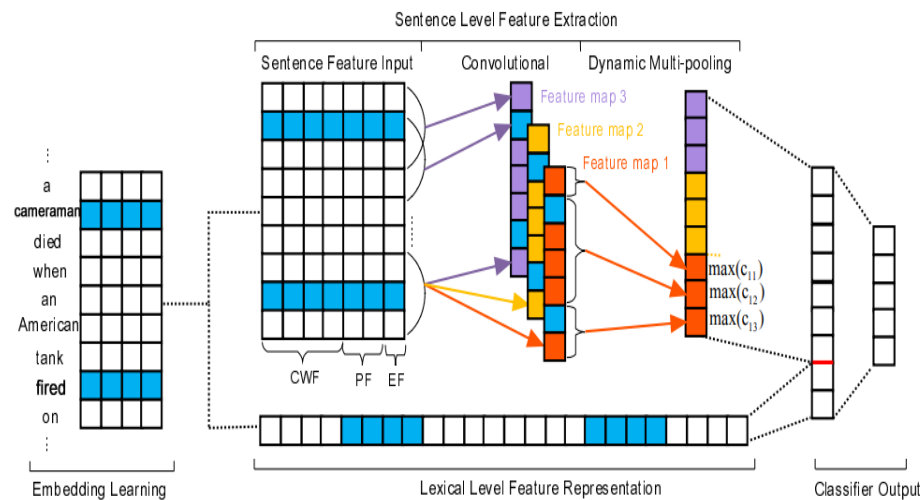 Sentence Level Feature Extraction
Sentence Feature Input
Convolutional
Dynamic Multi-pooling
Feature map 3
Feature map 2
Feature map 1
⋮
a
cameraman
died
when
an
American
tank
fired
on
⋮
max(c₁₁)
max(c₁₂)
max(c₁₃)
CWF
PF
EF
Embedding Learning
Lexical Level Feature Representation
Classifier Output